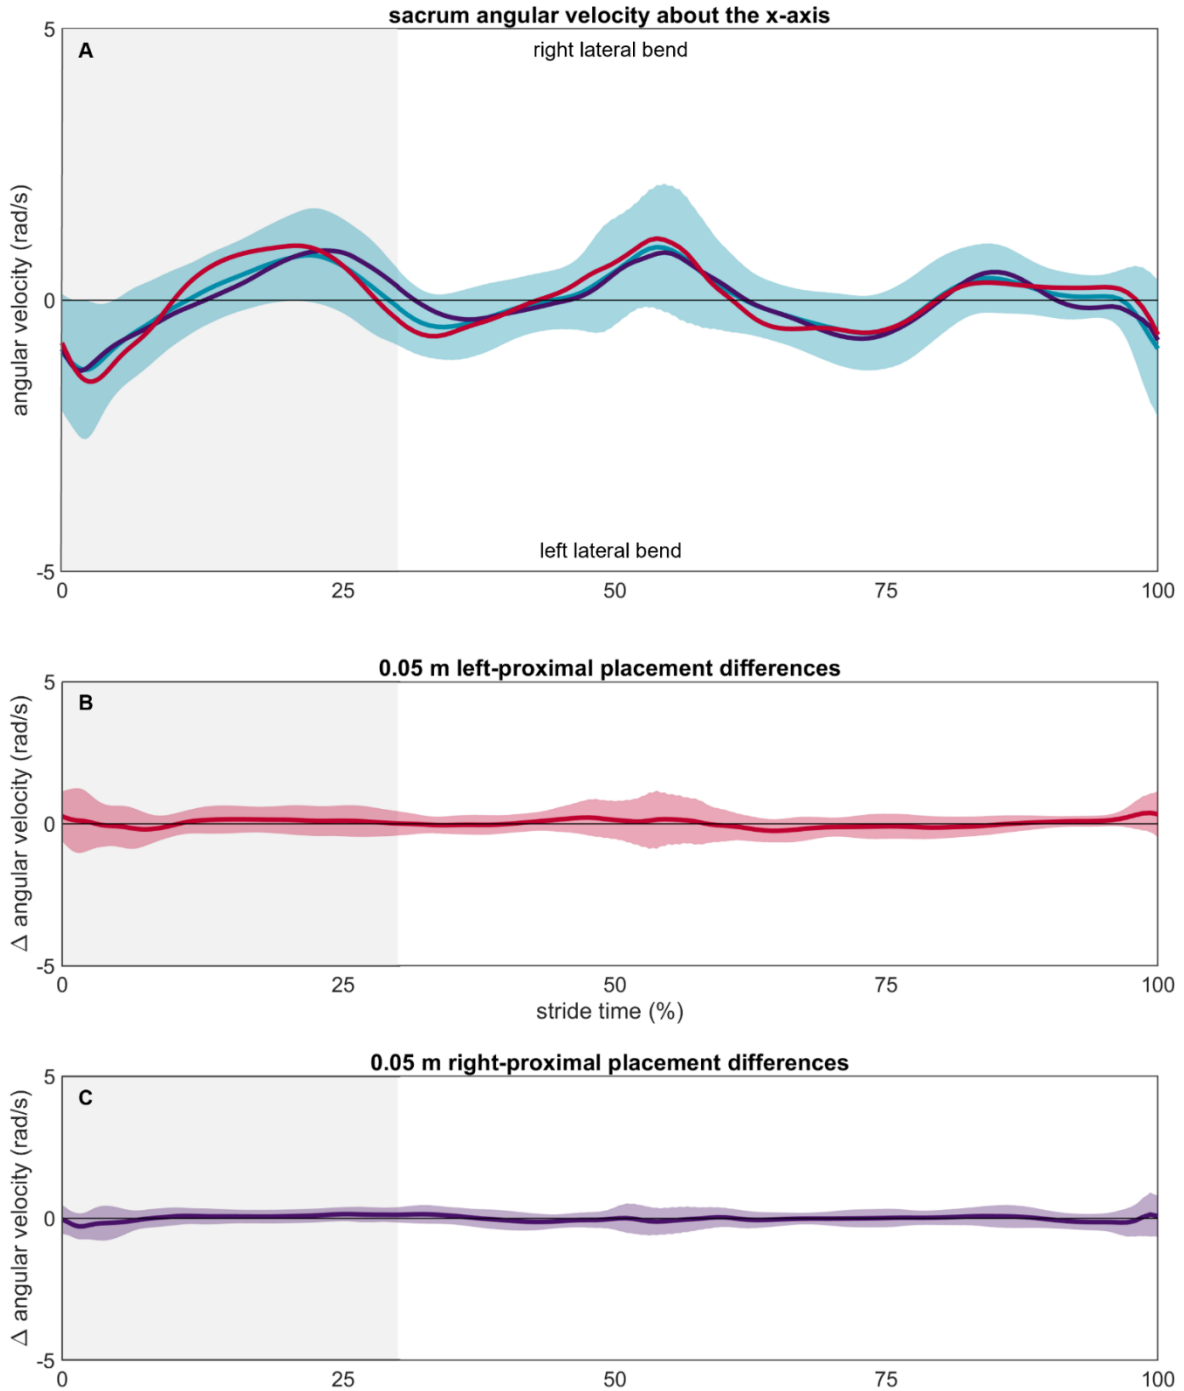 sacrum angular velocity about the x-axis
5
A
right lateral bend
angular velocity (rad/s)
0
left lateral bend
-5
0 25 50 75 100
0.05 m left-proximal placement differences
5
B
Δ angular velocity (rad/s)
0
-5
0 25 50 75 100
stride time (%)
0.05 m right-proximal placement differences
5
C
Δ angular velocity (rad/s)
0
-5
0 25 50 75 100